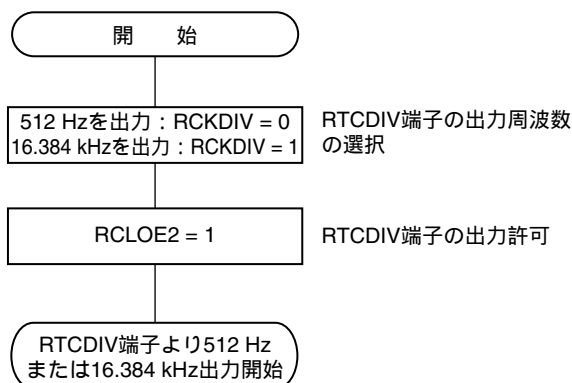 開　始
512 Hzを出力：RCKDIV = 0
16.384 kHzを出力：RCKDIV = 1
RTCDIV端子の出力周波数
の選択
RCLOE2 = 1
RTCDIV端子の出力許可
RTCDIV端子より512 Hz
または16.384 kHz出力開始